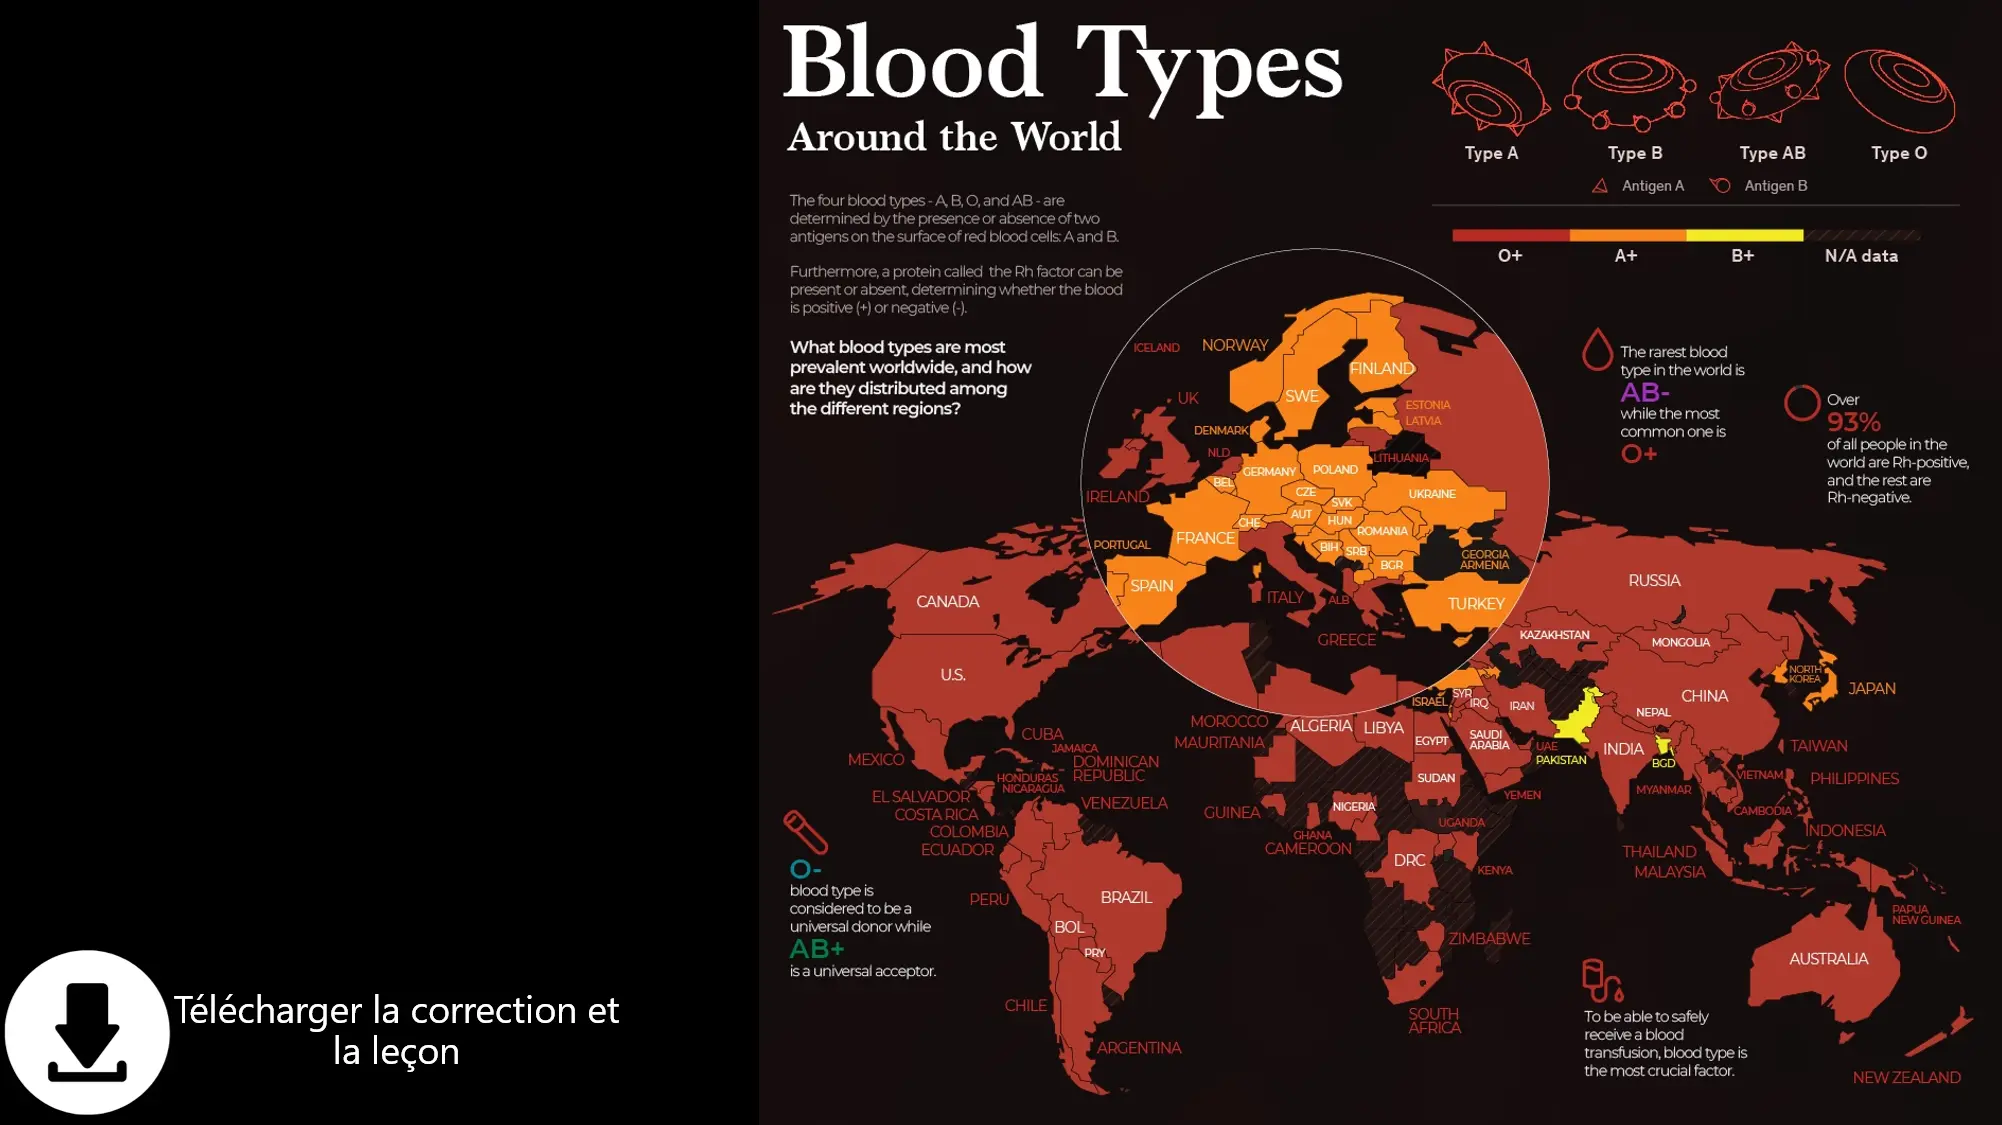 Blood Types
Around the World
The four blood types - A, B, O, and AB - are
determined by the presence or absence of two
antigens on the surface of red blood cells: A and B.
Furthermore, a protein called the Rh factor can be
present or absent, determining whether the blood
is positive (+) or negative (-).
What blood types are most
prevalent worldwide, and how
are they distributed among
the different regions?
Type A
Type B
Type AB
Type O
Antigen A
Antigen B
O+
A+
B+
N/A data
The rarest blood
type in the world is
AB-
while the most
common one is
O+
Over
93%
of all people in the
world are Rh-positive,
and the rest are
Rh-negative.
ICELAND
NORWAY
FINLAND
SWE
UK
ESTONIA
LATVIA
DENMARK
NLD
LITHUANIA
GERMANY
POLAND
BEL
IRELAND
CZE
UKRAINE
SVK
AUT
HUN
CHE
ROMANIA
FRANCE
PORTUGAL
BIH
SRB
BGR
GEORGIA
ARMENIA
SPAIN
ITALY
ALB
TURKEY
GREECE
CANADA
U.S.
RUSSIA
KAZAKHSTAN
MONGOLIA
NORTH
KOREA
JAPAN
CHINA
ISRAEL
SYR
IRQ
IRAN
NEPAL
MOROCCO
ALGERIA
LIBYA
EGYPT
SAUDI
ARABIA
MAURITANIA
UAE
PAKISTAN
INDIA
BGD
TAIWAN
CUBA
JAMAICA
MEXICO
DOMINICAN
REPUBLIC
HONDURAS
NICARAGUA
SUDAN
VIETNAM
PHILIPPINES
MYANMAR
YEMEN
EL SALVADOR
VENEZUELA
COSTA RICA
GUINEA
NIGERIA
CAMBODIA
COLOMBIA
GHANA
UGANDA
INDONESIA
ECUADOR
CAMEROON
DRC
KENYA
THAILAND
MALAYSIA
PERU
BRAZIL
BOL
PRY
PAPUA
NEW GUINEA
ZIMBABWE
AUSTRALIA
CHILE
SOUTH
AFRICA
ARGENTINA
NEW ZEALAND
O-
blood type is
considered to be a
universal donor while
AB+
is a universal acceptor.
To be able to safely
receive a blood
transfusion, blood type is
the most crucial factor.
Télécharger la correction et
la leçon